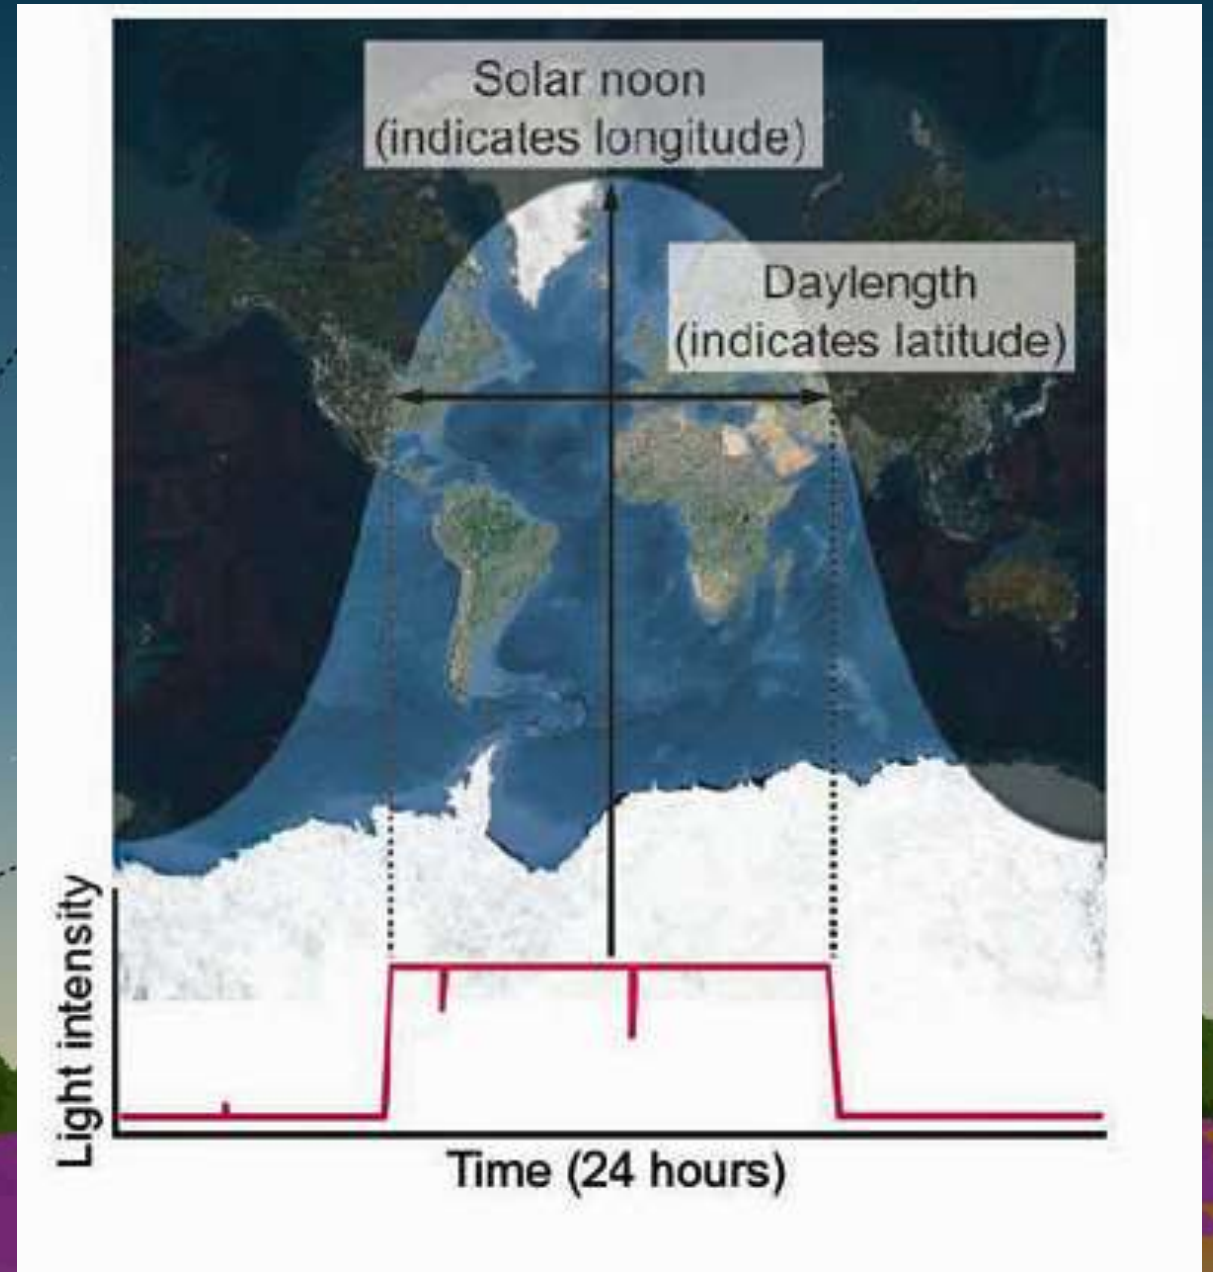 Solar noon
(indicates longitude)
Daylength
(indicates latitude)
Light intensity
Time (24 hours)